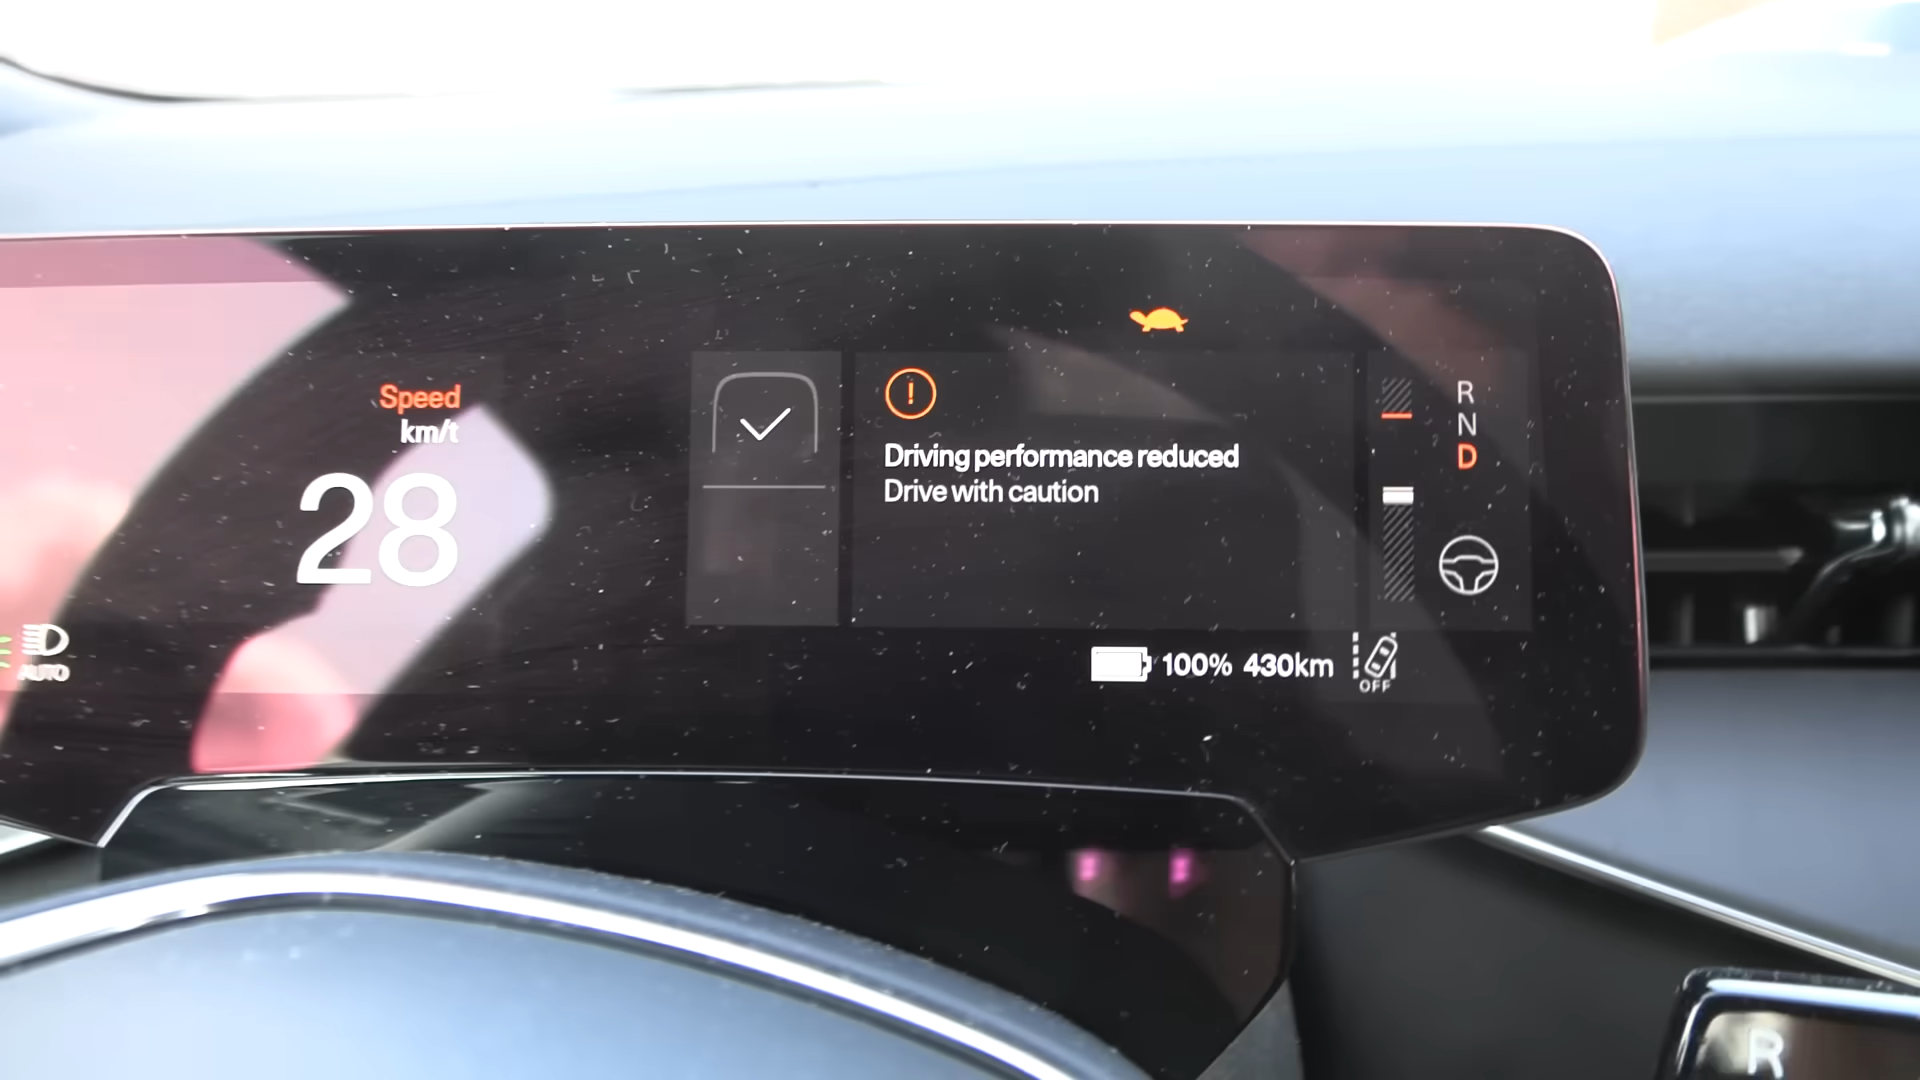 Speed
km/t
28
AUTO
Driving performance reduced
Drive with caution
R
N
D
100% 430km
OFF
R